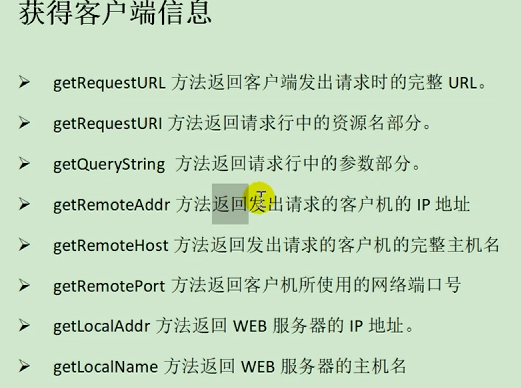 获得客户端信息
➢ getRequestURL 方法返回客户端发出请求时的完整 URL。
➢ getRequestURI 方法返回请求行中的资源名部分。
➢ getQueryString 方法返回请求行中的参数部分。
➢ getRemoteAddr 方法返回发出请求的客户机的 IP 地址
➢ getRemoteHost 方法返回发出请求的客户机的完整主机名
➢ getRemotePort 方法返回客户机所使用的网络端口号
➢ getLocalAddr 方法返回 WEB 服务器的 IP 地址。
➢ getLocalName 方法返回 WEB 服务器的主机名